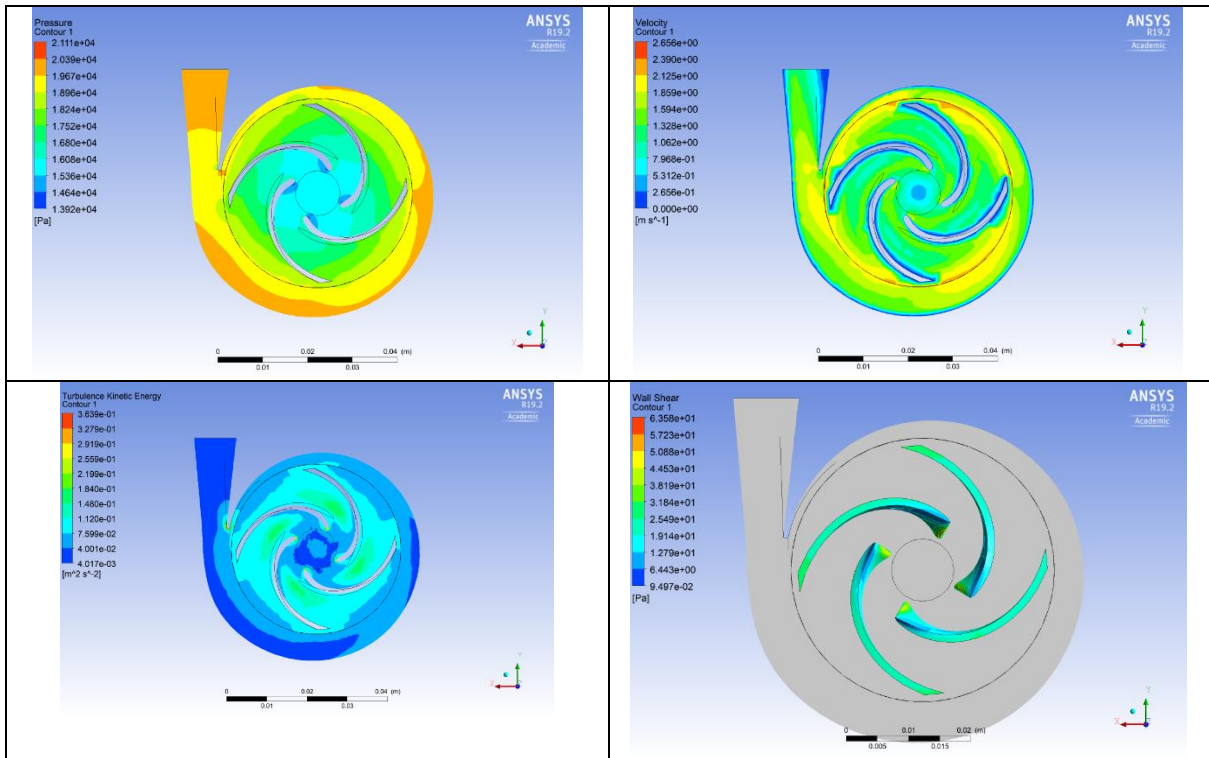 Pressure
Contour 1
2.111e+04
2.039e+04
1.967e+04
1.896e+04
1.824e+04
1.752e+04
1.680e+04
1.608e+04
1.536e+04
1.464e+04
1.392e+04
[Pa]
ANSYS
R19.2
Academic
0 0.02 0.04 (m)
0.01 0.03
Y
X
Z
Velocity
Contour 1
2.656e+00
2.390e+00
2.125e+00
1.859e+00
1.594e+00
1.328e+00
1.062e+00
7.968e-01
5.312e-01
2.656e-01
0.000e+00
[m s^-1]
ANSYS
R19.2
Academic
0 0.02 0.04 (m)
0.01 0.03
Y
X
Z
Turbulence Kinetic Energy
Contour 1
3.639e-01
3.279e-01
2.919e-01
2.559e-01
2.199e-01
1.840e-01
1.480e-01
1.120e-01
7.599e-02
4.001e-02
4.017e-03
[m^2 s^-2]
ANSYS
R19.2
Academic
0 0.02 0.04 (m)
0.01 0.03
Y
X
Wall Shear
Contour 1
6.358e+01
5.723e+01
5.088e+01
4.453e+01
3.819e+01
3.184e+01
2.549e+01
1.914e+01
1.279e+01
6.443e+00
9.497e-02
[Pa]
ANSYS
R19.2
Academic
0 0.01 0.02 (m)
0.005 0.015
Y
X